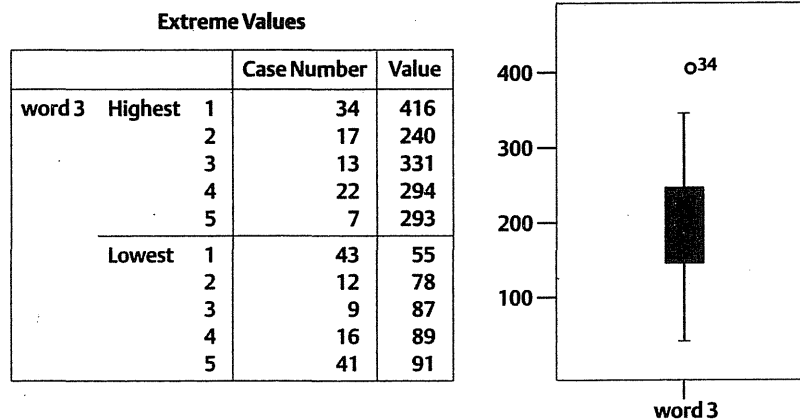 Extreme Values
Case Number Value
word 3 Highest 1 34 416
2 17 240
3 13 331
4 22 294
5 7 293
Lowest 1 43 55
2 12 78
3 9 87
4 16 89
5 41 91
400
34
300
200
100
word 3